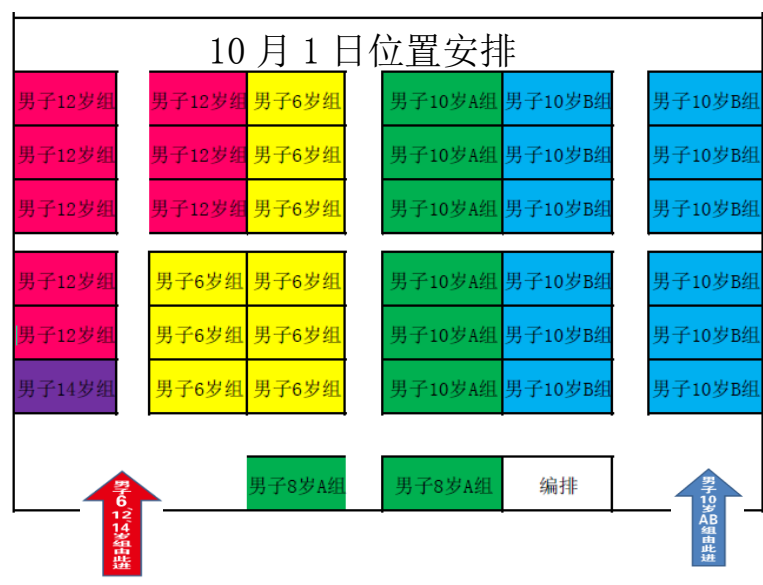 10月1日位置安排
男子12岁组 男子12岁组 男子6岁组 男子10岁A组 男子10岁B组 男子10岁B组
男子12岁组 男子12岁组 男子6岁组 男子10岁A组 男子10岁B组 男子10岁B组
男子12岁组 男子12岁组 男子6岁组 男子10岁A组 男子10岁B组 男子10岁B组
男子12岁组 男子6岁组 男子6岁组 男子10岁A组 男子10岁B组 男子10岁B组
男子12岁组 男子6岁组 男子6岁组 男子10岁A组 男子10岁B组 男子10岁B组
男子14岁组 男子6岁组 男子6岁组 男子10岁A组 男子10岁B组 男子10岁B组
男子8岁A组 男子8岁A组 编排
男子6、12、14岁组由此进
男子10岁AB组由此进